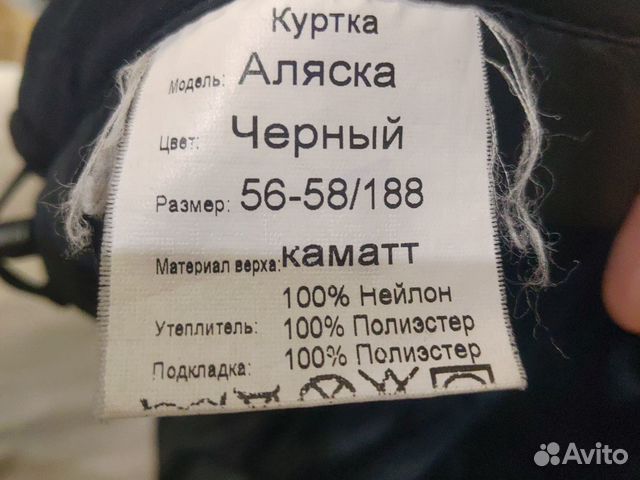 Куртка
Модель: Аляска
Цвет: Черный
Размер: 56-58/188
Материал верха: каматт
100% Нейлон
Утеплитель: 100% Полиэстер
Подкладка: 100% Полиэстер
Avito